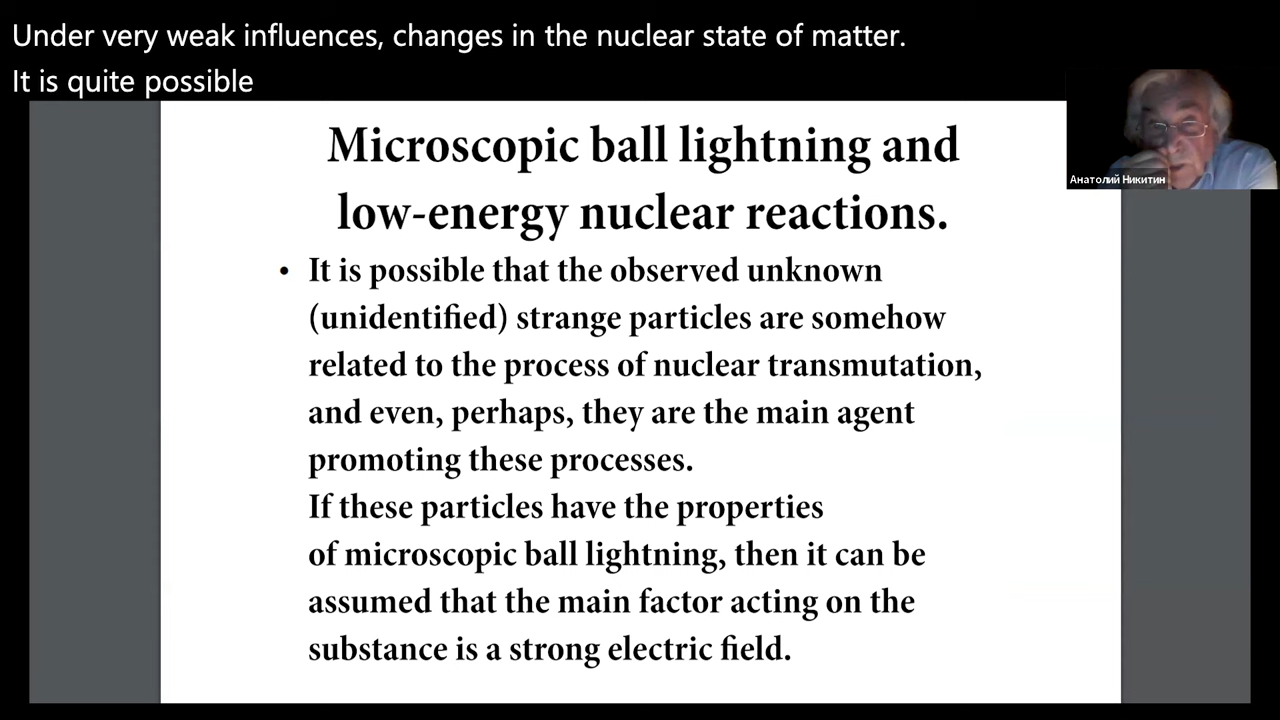 Under very weak influences, changes in the nuclear state of matter.
It is quite possible
Microscopic ball lightning and
low-energy nuclear reactions.
Анатолий Никитин
• It is possible that the observed unknown
(unidentified) strange particles are somehow
related to the process of nuclear transmutation,
and even, perhaps, they are the main agent
promoting these processes.
If these particles have the properties
of microscopic ball lightning, then it can be
assumed that the main factor acting on the
substance is a strong electric field.